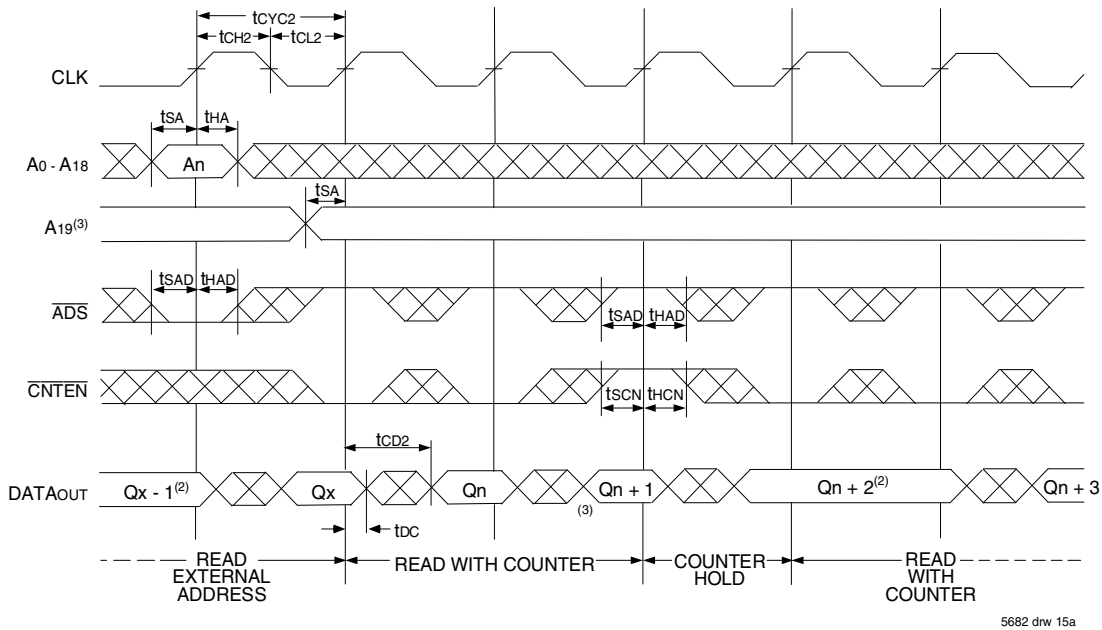 tCYC2
tCH2 tCL2
CLK
tSA tHA
A0 - A18 An
tSA
A19(3)
tSAD tHAD
ADS
tSAD tHAD
CNTEN
tSCN tHCN
tCD2
DATAOUT Qx - 1(2) Qx Qn Qn + 1 Qn + 2(2) Qn + 3
(3)
tDC
READ EXTERNAL ADDRESS
READ WITH COUNTER
COUNTER HOLD
READ WITH COUNTER
5682 drw 15a